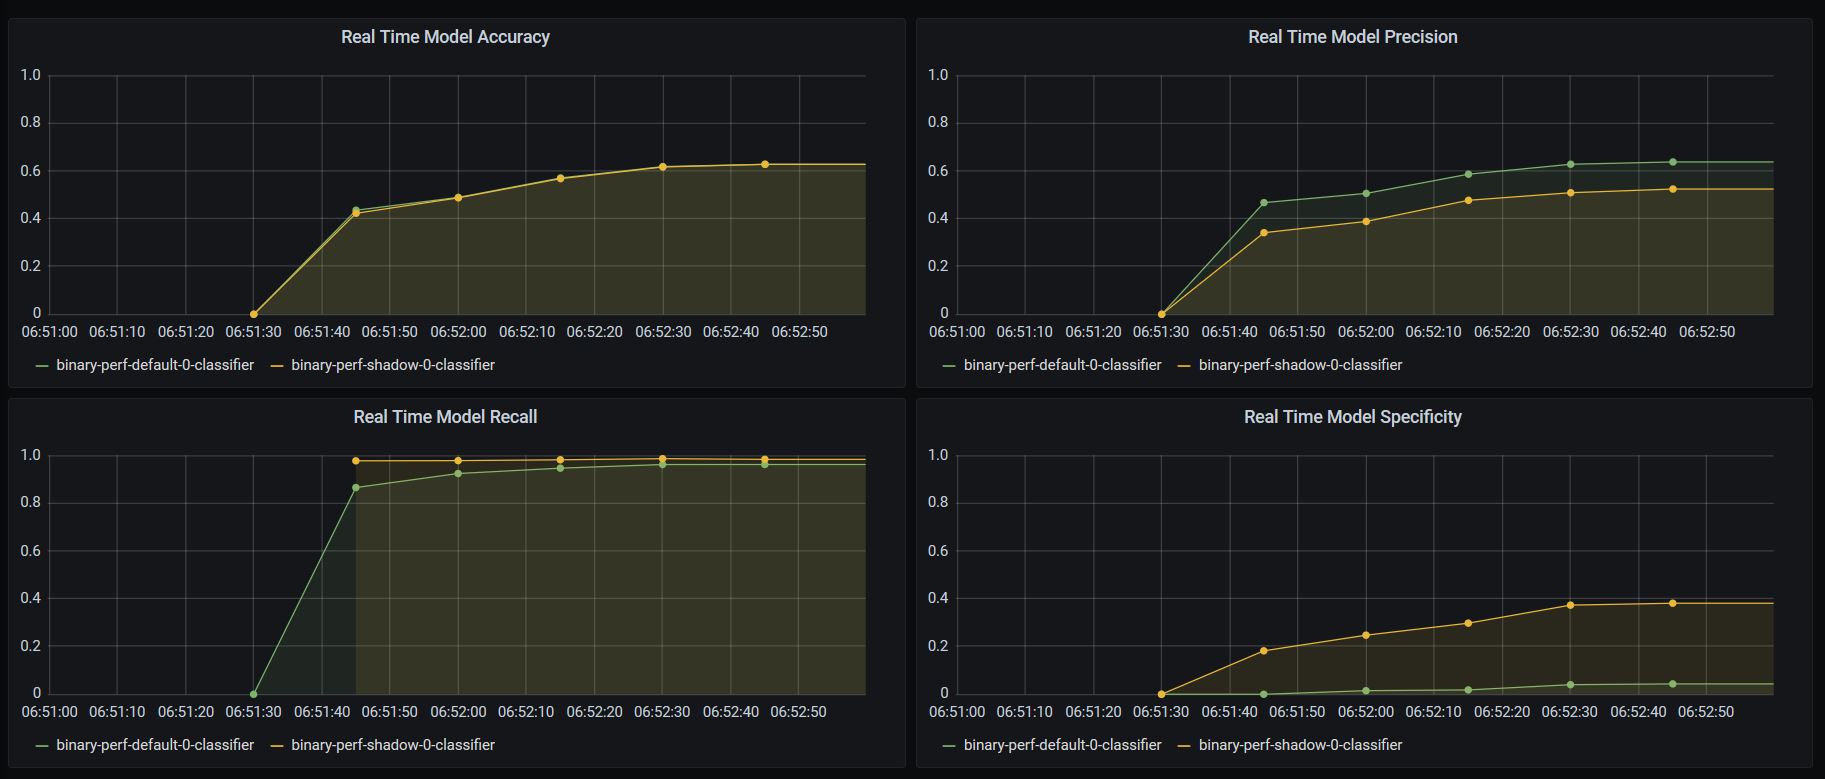 Real Time Model Accuracy
1.0
0.8
0.6
0.4
0.2
0
06:51:00 06:51:10 06:51:20 06:51:30 06:51:40 06:51:50 06:52:00 06:52:10 06:52:20 06:52:30 06:52:40 06:52:50
binary-perf-default-0-classifier binary-perf-shadow-0-classifier
Real Time Model Precision
1.0
0.8
0.6
0.4
0.2
0
06:51:00 06:51:10 06:51:20 06:51:30 06:51:40 06:51:50 06:52:00 06:52:10 06:52:20 06:52:30 06:52:40 06:52:50
binary-perf-default-0-classifier binary-perf-shadow-0-classifier
Real Time Model Recall
1.0
0.8
0.6
0.4
0.2
0
06:51:00 06:51:10 06:51:20 06:51:30 06:51:40 06:51:50 06:52:00 06:52:10 06:52:20 06:52:30 06:52:40 06:52:50
binary-perf-default-0-classifier binary-perf-shadow-0-classifier
Real Time Model Specificity
1.0
0.8
0.6
0.4
0.2
0
06:51:00 06:51:10 06:51:20 06:51:30 06:51:40 06:51:50 06:52:00 06:52:10 06:52:20 06:52:30 06:52:40 06:52:50
binary-perf-default-0-classifier binary-perf-shadow-0-classifier